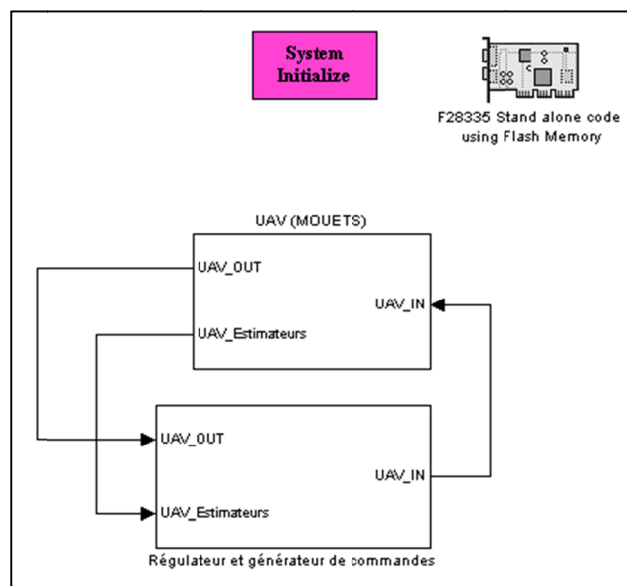 System
Initialize
F28335 Stand alone code
using Flash Memory
UAV (MOUETS)
UAV_OUT
UAV_IN
UAV_Estimateurs
UAV_OUT
UAV_IN
UAV_Estimateurs
Régulateur et générateur de commandes